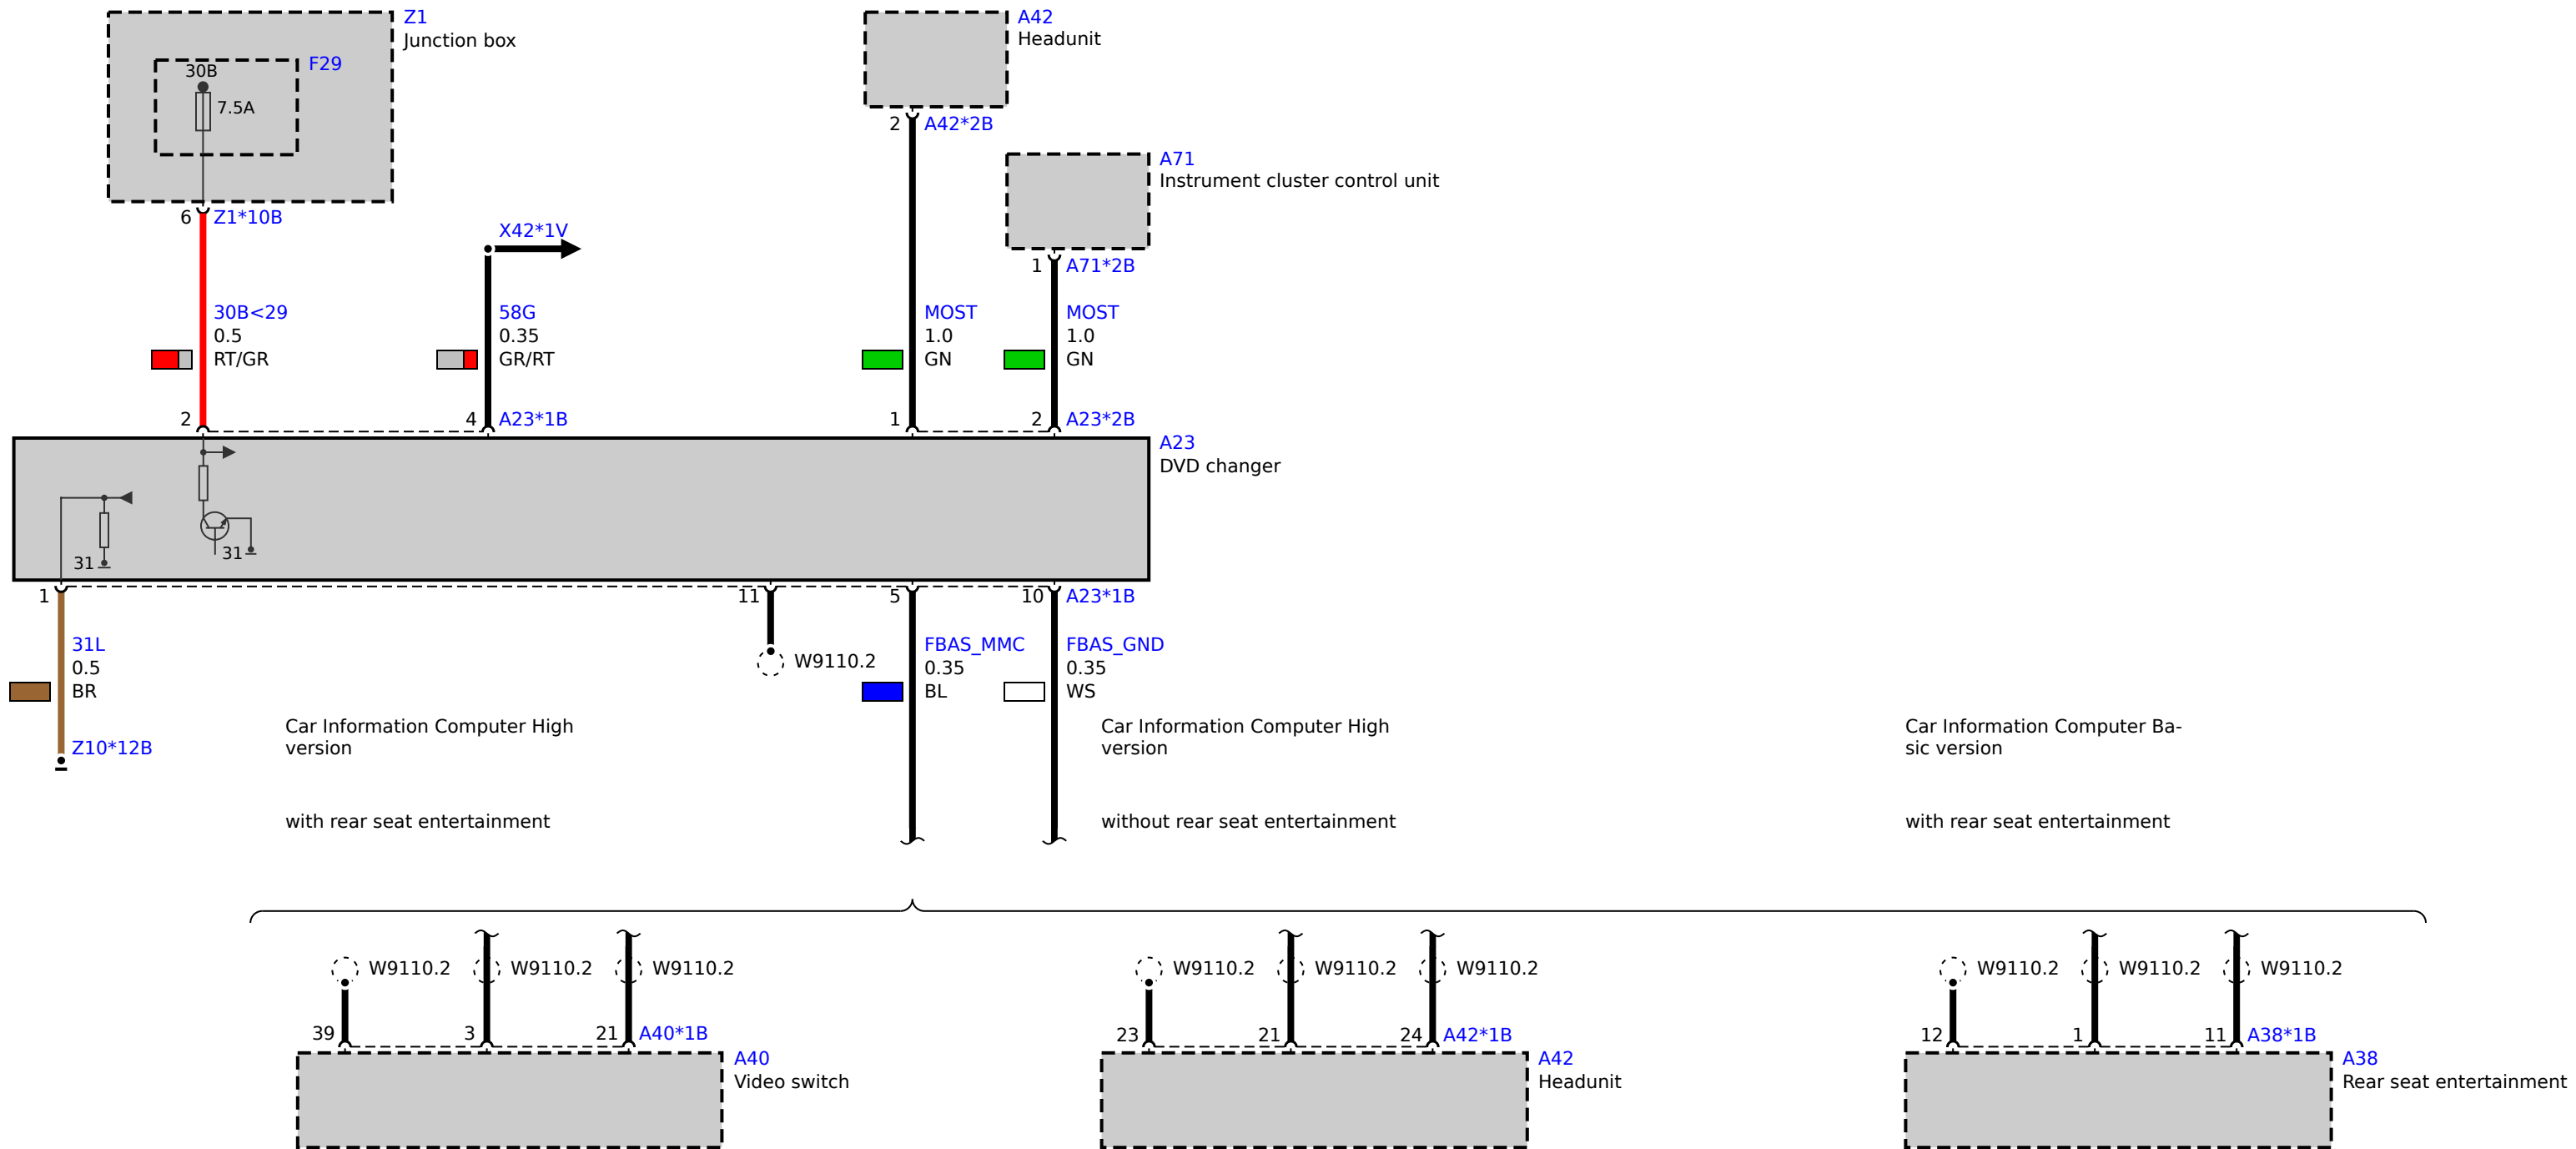 Z1
Junction box
F29
30B
7.5A
6
Z1*10B
30B<29
0.5
RT/GR
2
X42*1V
58G
0.35
GR/RT
4
A23*1B
A42
Headunit
2
A42*2B
MOST
1.0
GN
1
A71
Instrument cluster control unit
1
A71*2B
MOST
1.0
GN
2
A23*2B
A23
DVD changer
31
31
1
31L
0.5
BR
Z10*12B
11
W9110.2
5
FBAS_MMC
0.35
BL
10
A23*1B
FBAS_GND
0.35
WS
Car Information Computer High
version
with rear seat entertainment
Car Information Computer High
version
without rear seat entertainment
Car Information Computer Ba-
sic version
with rear seat entertainment
W9110.2
W9110.2
W9110.2
39
3
21
A40*1B
A40
Video switch
W9110.2
W9110.2
W9110.2
23
21
24
A42*1B
A42
Headunit
W9110.2
W9110.2
W9110.2
12
1
11
A38*1B
A38
Rear seat entertainment